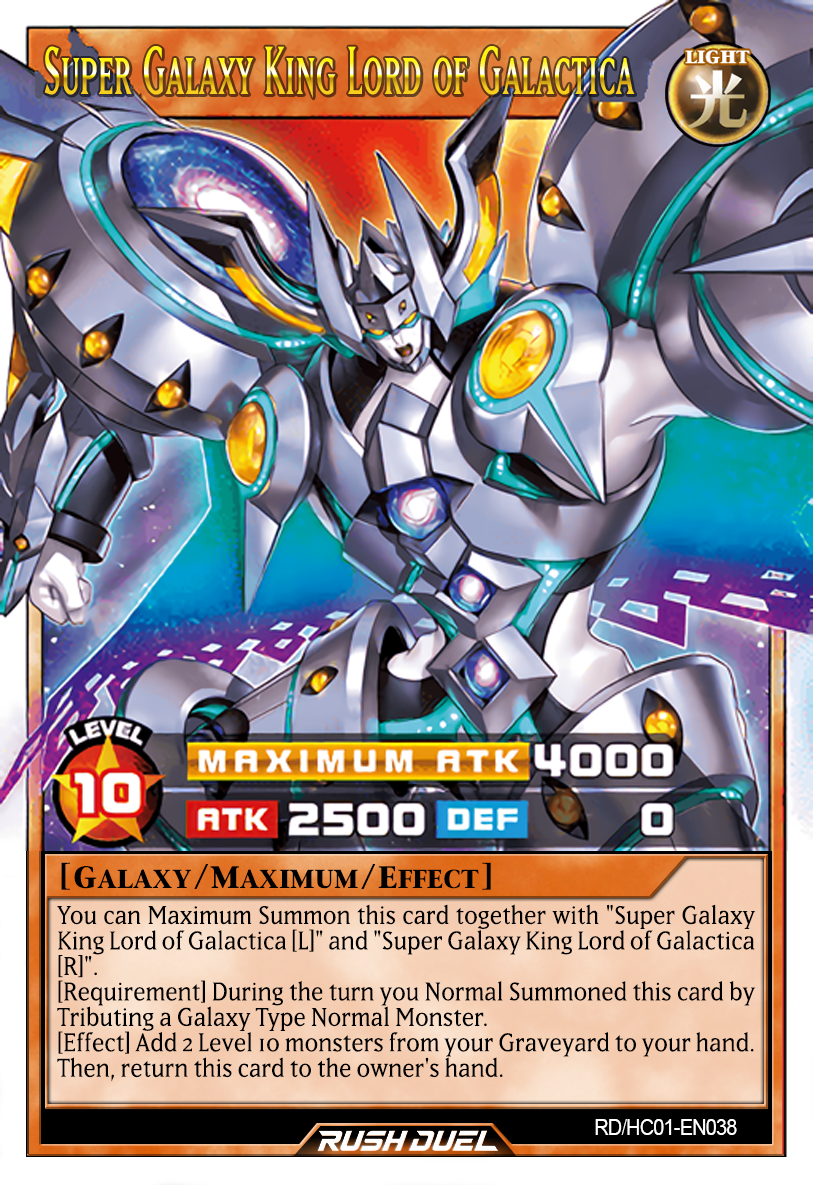 Super Galaxy King Lord of Galactica
LIGHT
光
LEVEL
10
MAXIMUM ATK 4000
ATK 2500 DEF 0
[Galaxy/Maximum/Effect]
You can Maximum Summon this card together with "Super Galaxy
King Lord of Galactica [L]" and "Super Galaxy King Lord of Galactica
[R]".
[Requirement] During the turn you Normal Summoned this card by
Tributing a Galaxy Type Normal Monster.
[Effect] Add 2 Level 10 monsters from your Graveyard to your hand.
Then, return this card to the owner's hand.
RD/HC01-EN038
RUSH DUEL